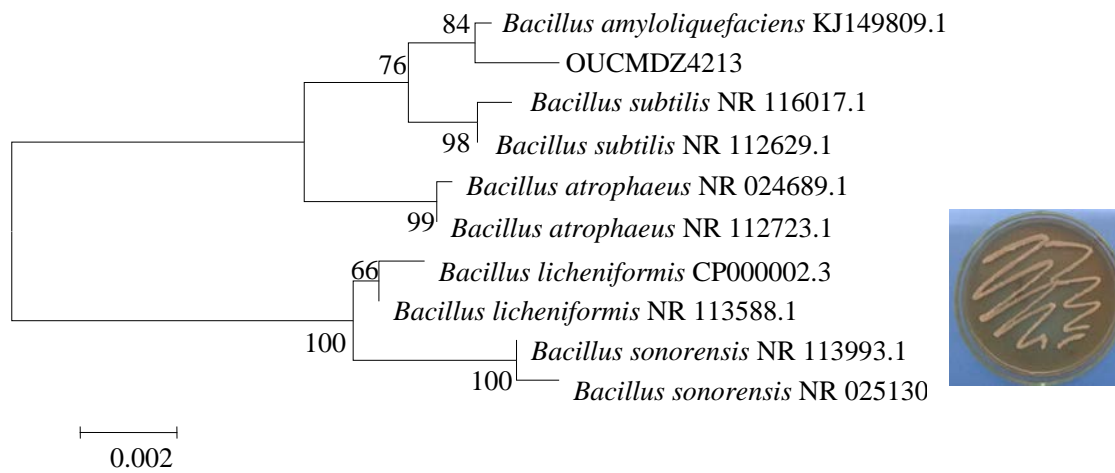 84
Bacillus amyloliquefaciens KJ149809.1
OUCMDZ4213
76
Bacillus subtilis NR 116017.1
98
Bacillus subtilis NR 112629.1
Bacillus atrophaeus NR 024689.1
99
Bacillus atrophaeus NR 112723.1
66
Bacillus licheniformis CP000002.3
Bacillus licheniformis NR 113588.1
100
Bacillus sonorensis NR 113993.1
100
Bacillus sonorensis NR 025130
0.002